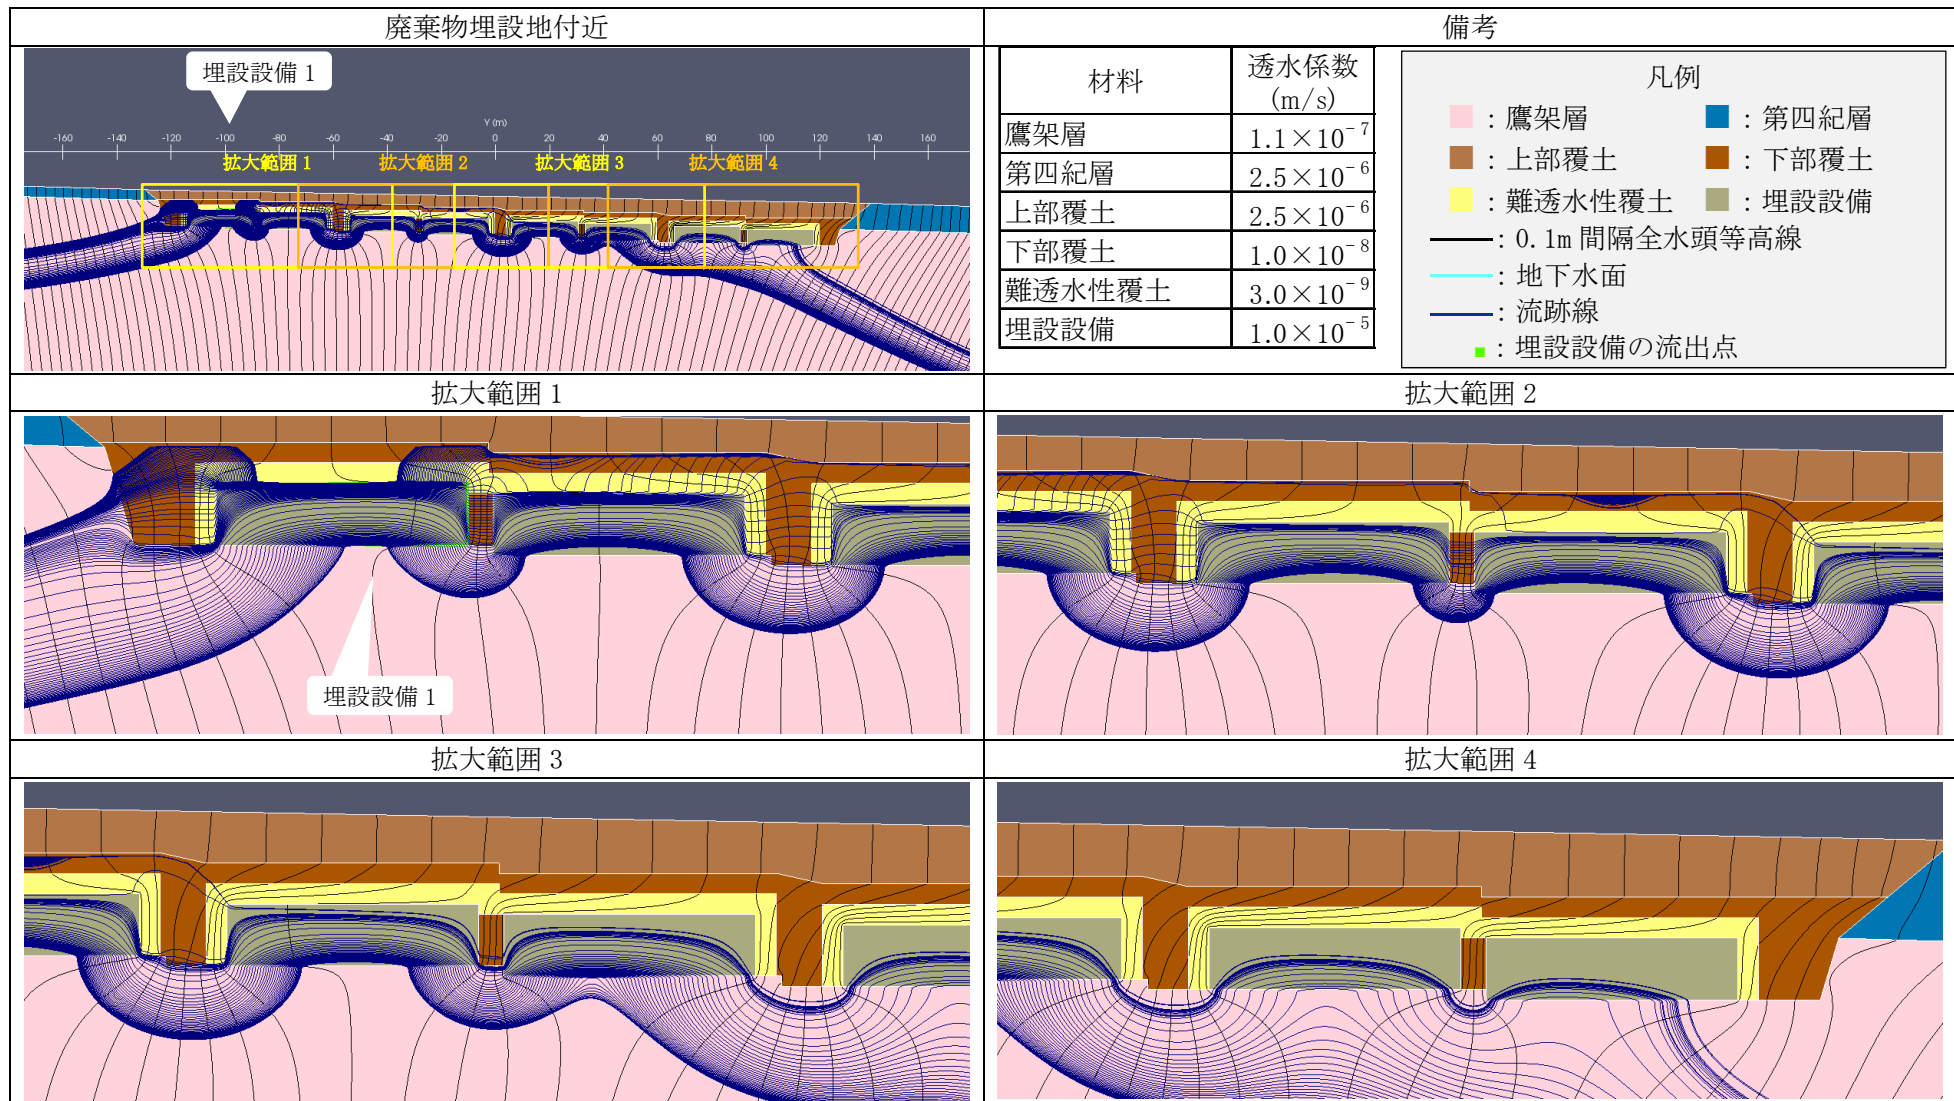 廃棄物埋設地付近
備考
埋設設備 1
Y (m)
-160 -140 -120 -100 -80 -60 -40 -20 0 20 40 60 80 100 120 140 160
拡大範囲 1 拡大範囲 2 拡大範囲 3 拡大範囲 4
材料 透水係数 (m/s)
鷹架層 1.1×10⁻⁷
第四紀層 2.5×10⁻⁶
上部覆土 2.5×10⁻⁶
下部覆土 1.0×10⁻⁸
難透水性覆土 3.0×10⁻⁹
埋設設備 1.0×10⁻⁵
凡例
：鷹架層 ：第四紀層
：上部覆土 ：下部覆土
：難透水性覆土 ：埋設設備
：0.1m 間隔全水頭等高線
：地下水面
：流跡線
：埋設設備の流出点
拡大範囲 1
拡大範囲 2
埋設設備 1
拡大範囲 3
拡大範囲 4